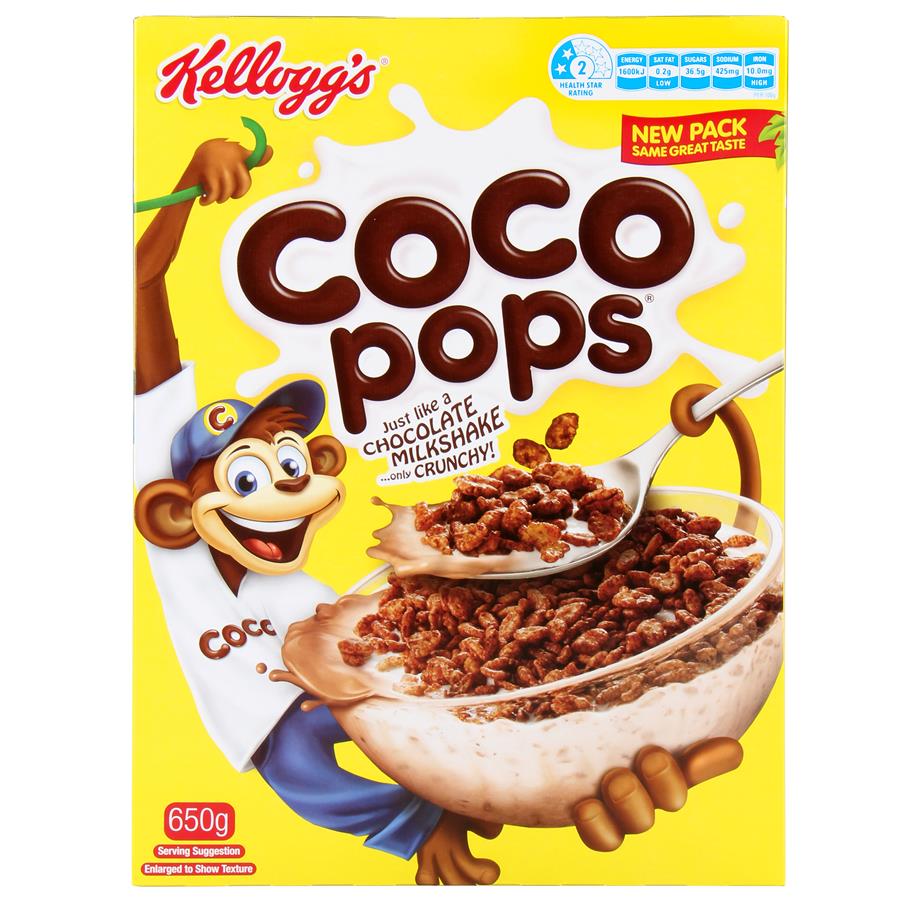 Kellogg's®
2
HEALTH STAR
RATING
ENERGY SAT FAT SUGARS SODIUM IRON
1600kJ 0.2g 36.5g 425mg 10.0mg
LOW HIGH
PER 100g
NEW PACK
SAME GREAT TASTE
COCO
POPS®
Just like a
CHOCOLATE
MILKSHAKE
...only CRUNCHY!
C
COCO
650g
Serving Suggestion
Enlarged to Show Texture